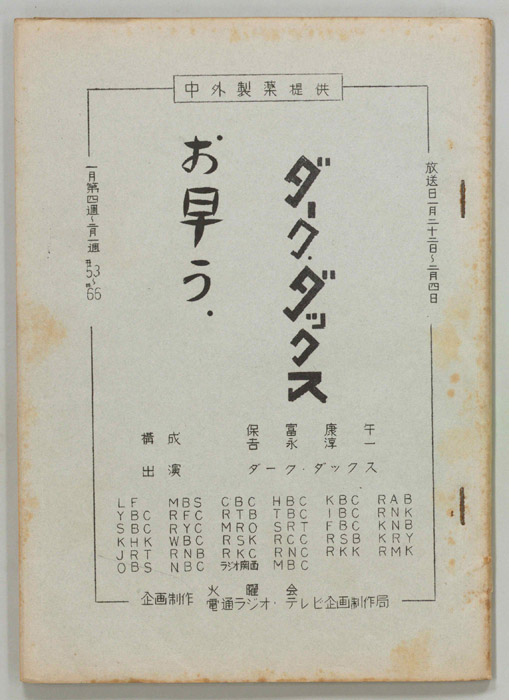 中外製薬提供
放送日一月二十二日～二月四日
ダーク・ダックス
お早う・
一月第四週～二月一週
53～66
構成 保富康午
吉永淳一
出演 ダーク・ダックス
LF MBS CBC HBC KBC RAB
YBC RFC RTB TBC IBC RNK
SBC RYC MRO SRT FBC KNB
KHK WBC RSK RCC RSB KRY
JRT RNB RKC RNC RKK RMK
OBS NBC ラジオ関西 MBC
企画制作 火曜会
電通ラジオ・テレビ企画制作局